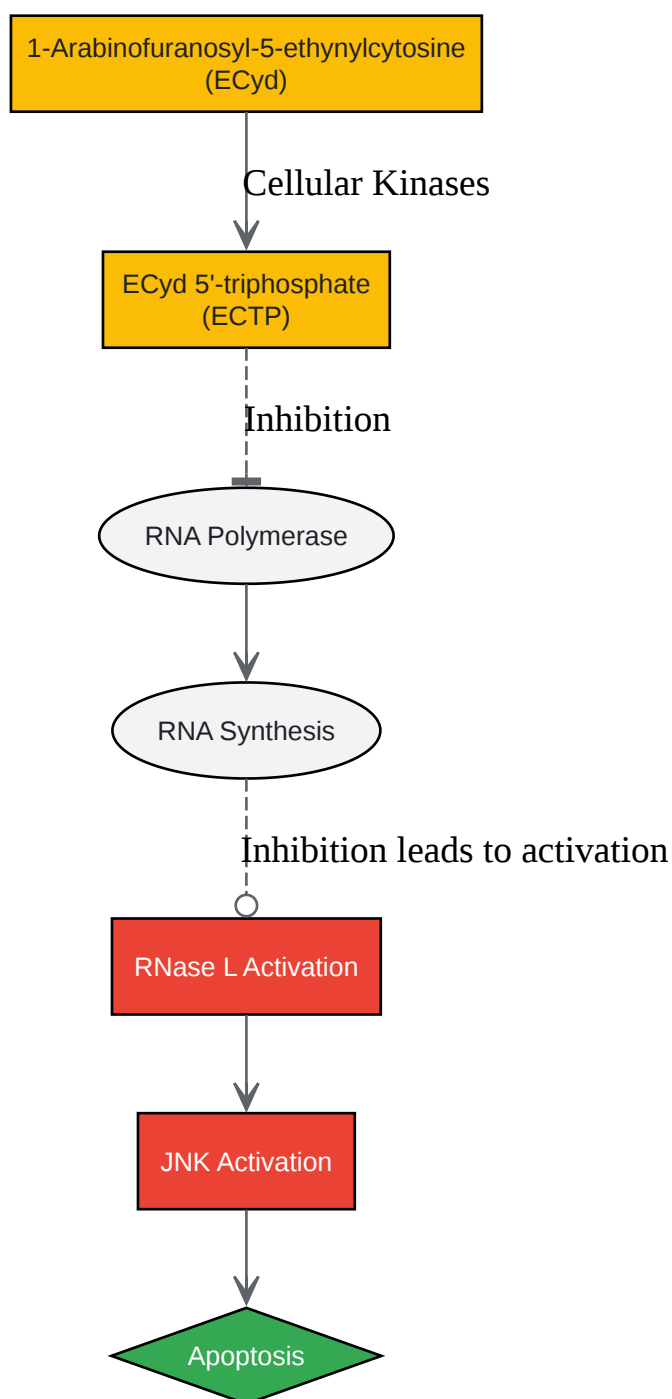 1-Arabinofuranosyl-5-ethynylcytosine
(ECyd)
Cellular Kinases
ECyd 5'-triphosphate
(ECTP)
Inhibition
RNA Polymerase
RNA Synthesis
Inhibition leads to activation
RNase L Activation
JNK Activation
Apoptosis